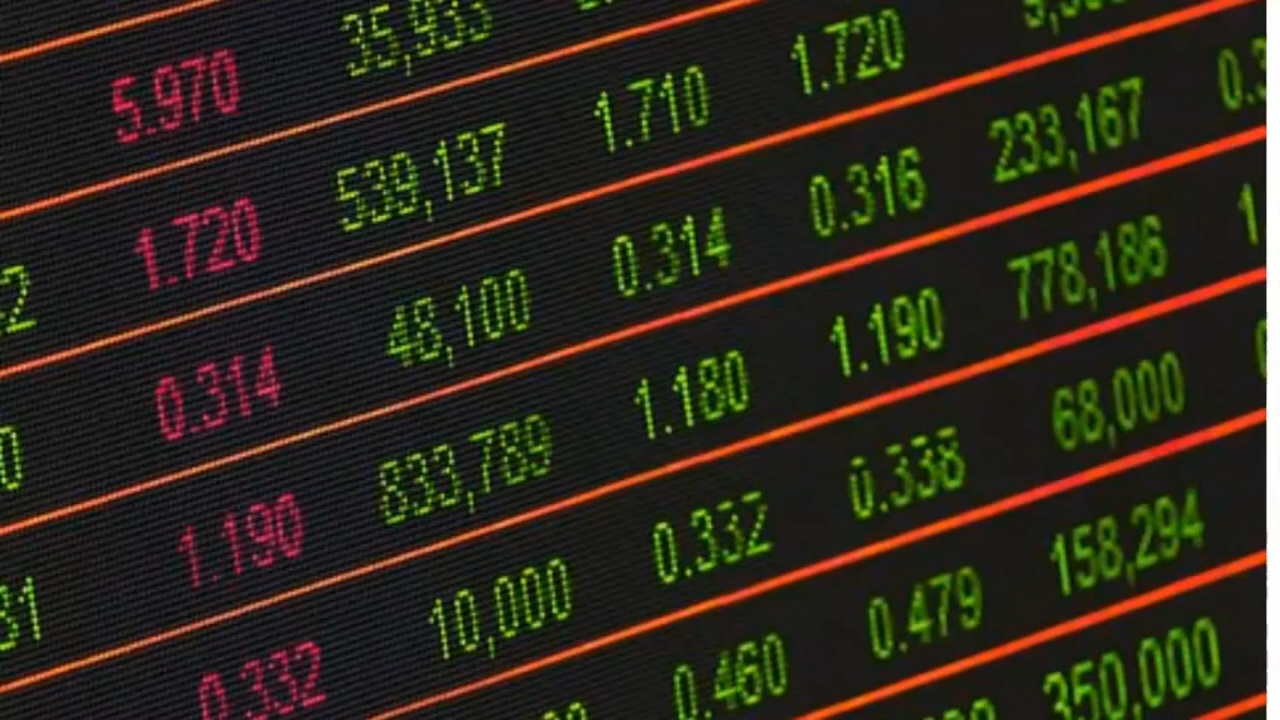 5.970 35,933
1.720 539,137 1.710 1.720
0.314 48,100 0.314 0.316 233,167
1.190 833,789 1.180 1.190 778,186
0.332 10,000 0.332 0.338 68,000
0.460 0.479 158,294
350,000